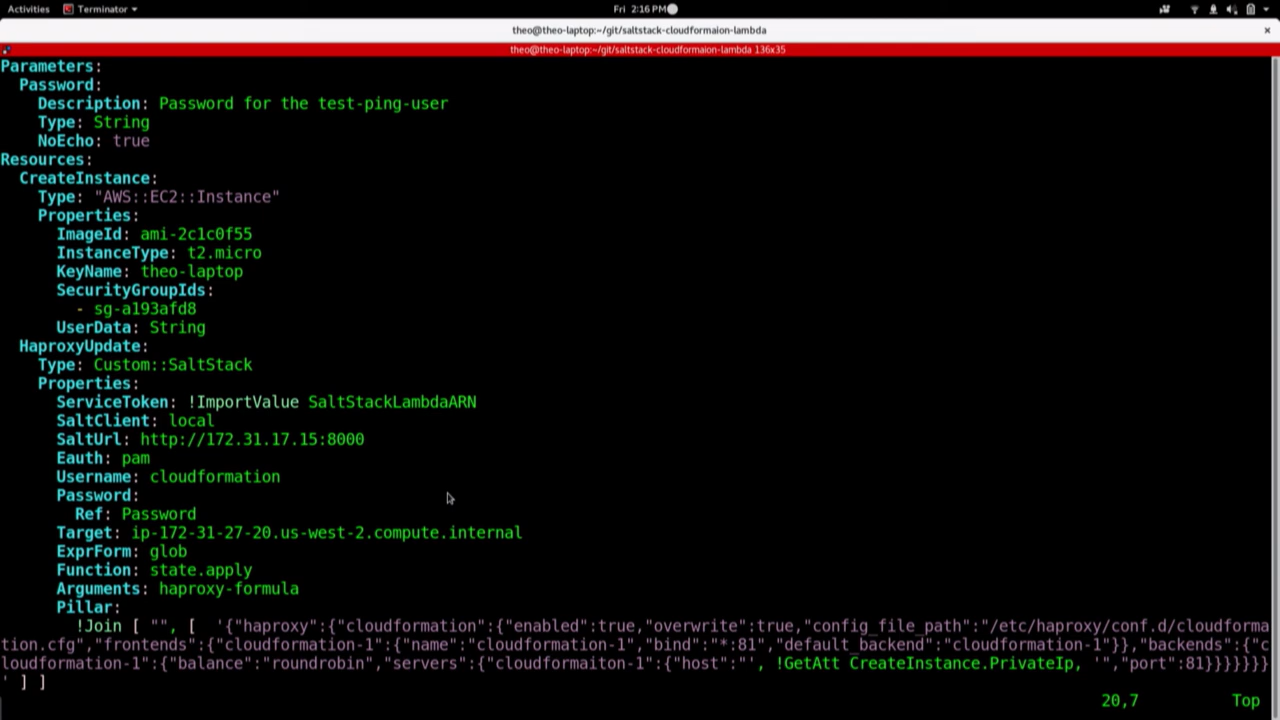 Activities Terminator Fri 2:16 PM
theo@theo-laptop:~/git/saltstack-cloudformaion-lambda
theo@theo-laptop:~/git/saltstack-cloudformaion-lambda 136x35
Parameters:
Password:
Description: Password for the test-ping-user
Type: String
NoEcho: true
Resources:
CreateInstance:
Type: "AWS::EC2::Instance"
Properties:
ImageId: ami-2c1c0f55
InstanceType: t2.micro
KeyName: theo-laptop
SecurityGroupIds:
- sg-a193afd8
UserData: String
HaproxyUpdate:
Type: Custom::SaltStack
Properties:
ServiceToken: !ImportValue SaltStackLambdaARN
SaltClient: local
SaltUrl: http://172.31.17.15:8000
Eauth: pam
Username: cloudformation
Password:
Ref: Password
Target: ip-172-31-27-20.us-west-2.compute.internal
ExprForm: glob
Function: state.apply
Arguments: haproxy-formula
Pillar:
!Join [ "", [  '{"haproxy":{"cloudformation":{"enabled":true,"overwrite":true,"config_file_path":"/etc/haproxy/conf.d/cloudforma
tion.cfg","frontends":{"cloudformation-1":{"name":"cloudformation-1","bind":"*:81","default_backend":"cloudformation-1"}},"backends":{"c
loudformation-1":{"balance":"roundrobin","servers":{"cloudformaiton-1":{"host":"', !GetAtt CreateInstance.PrivateIp, '","port":81}}}}}}}
' ] ]
20,7 Top